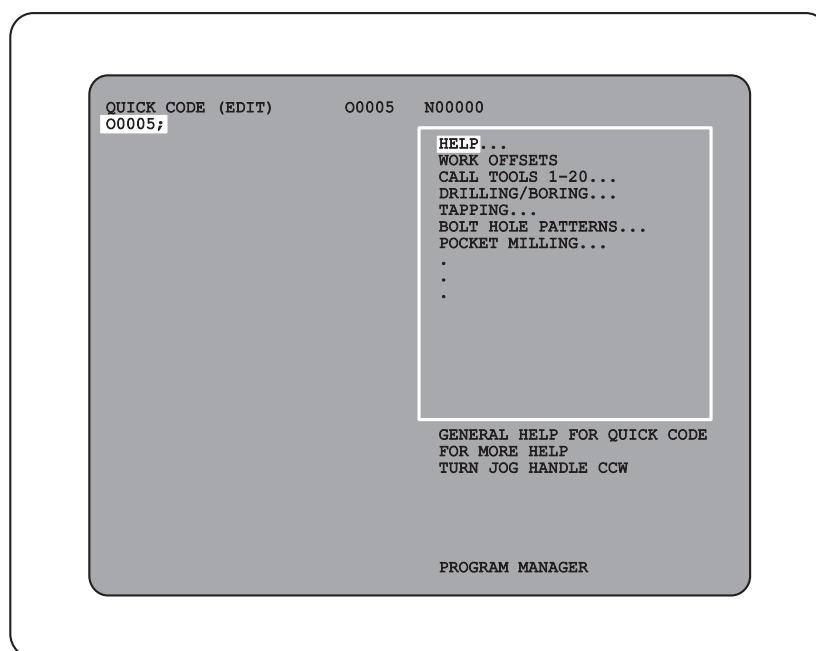 QUICK CODE (EDIT) O0005 N00000
O0005;
HELP...
WORK OFFSETS
CALL TOOLS 1-20...
DRILLING/BORING...
TAPPING...
BOLT HOLE PATTERNS...
POCKET MILLING...
.
.
.
GENERAL HELP FOR QUICK CODE
FOR MORE HELP
TURN JOG HANDLE CCW
PROGRAM MANAGER